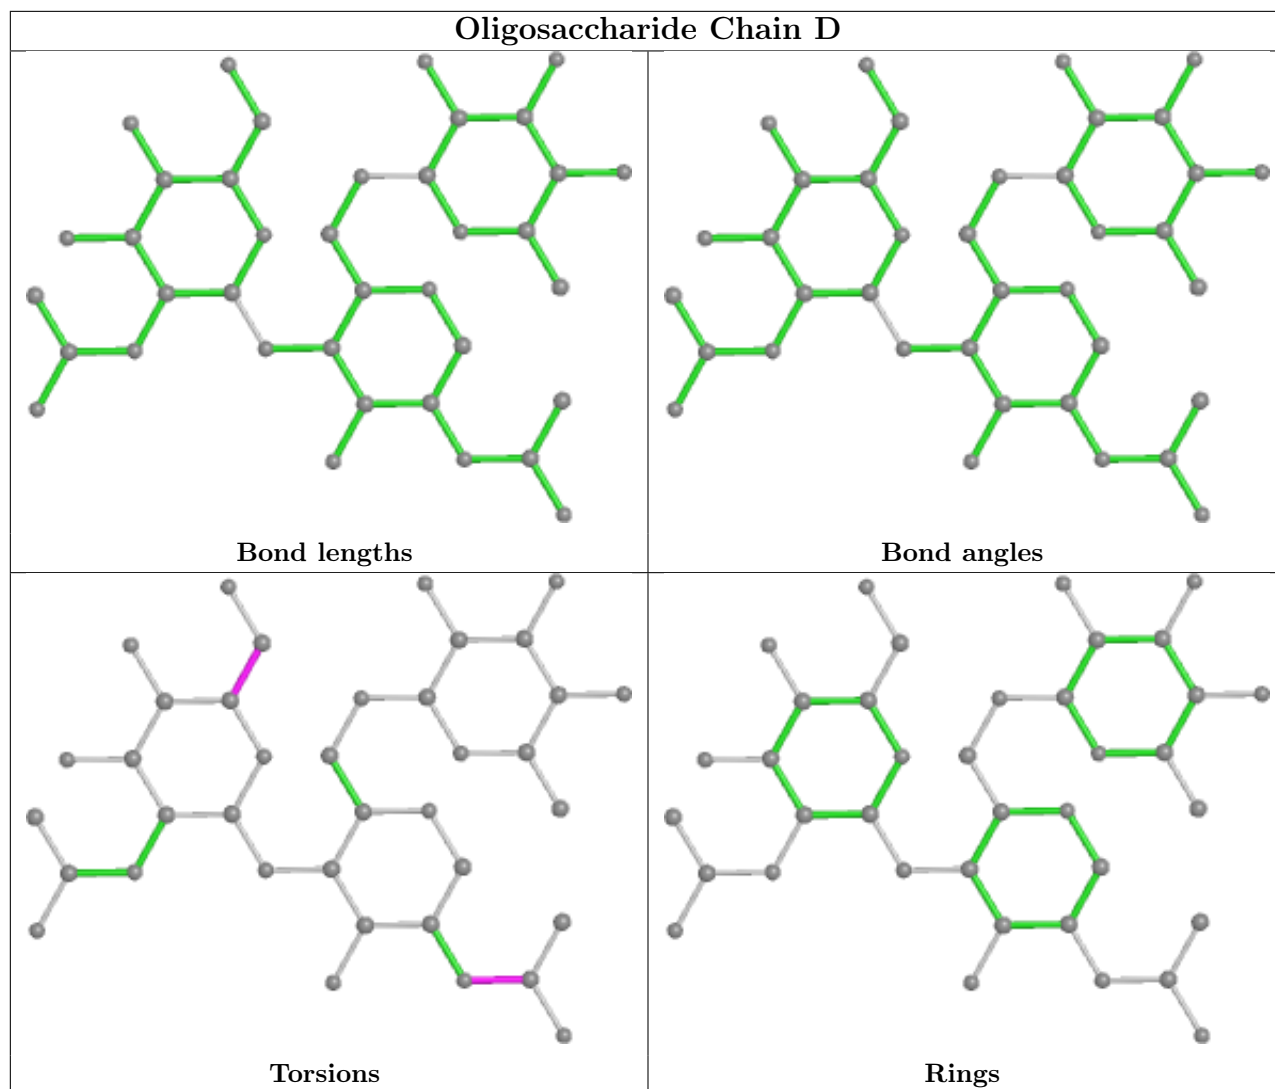 Oligosaccharide Chain D
Bond lengths
Bond angles
Torsions
Rings